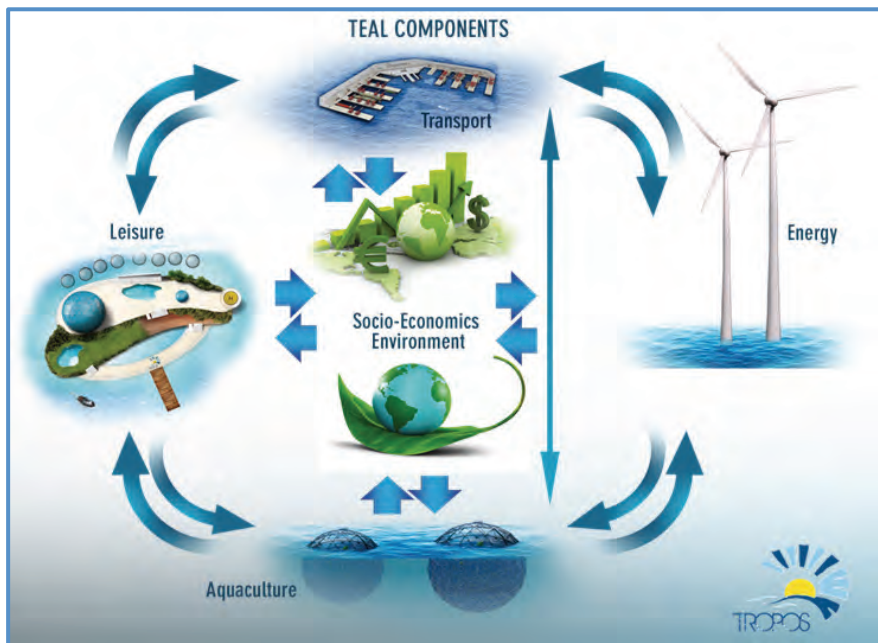 TEAL COMPONENTS
Transport
Leisure
Energy
$
€
Socio-Economics
Environment
Aquaculture
TROPOS